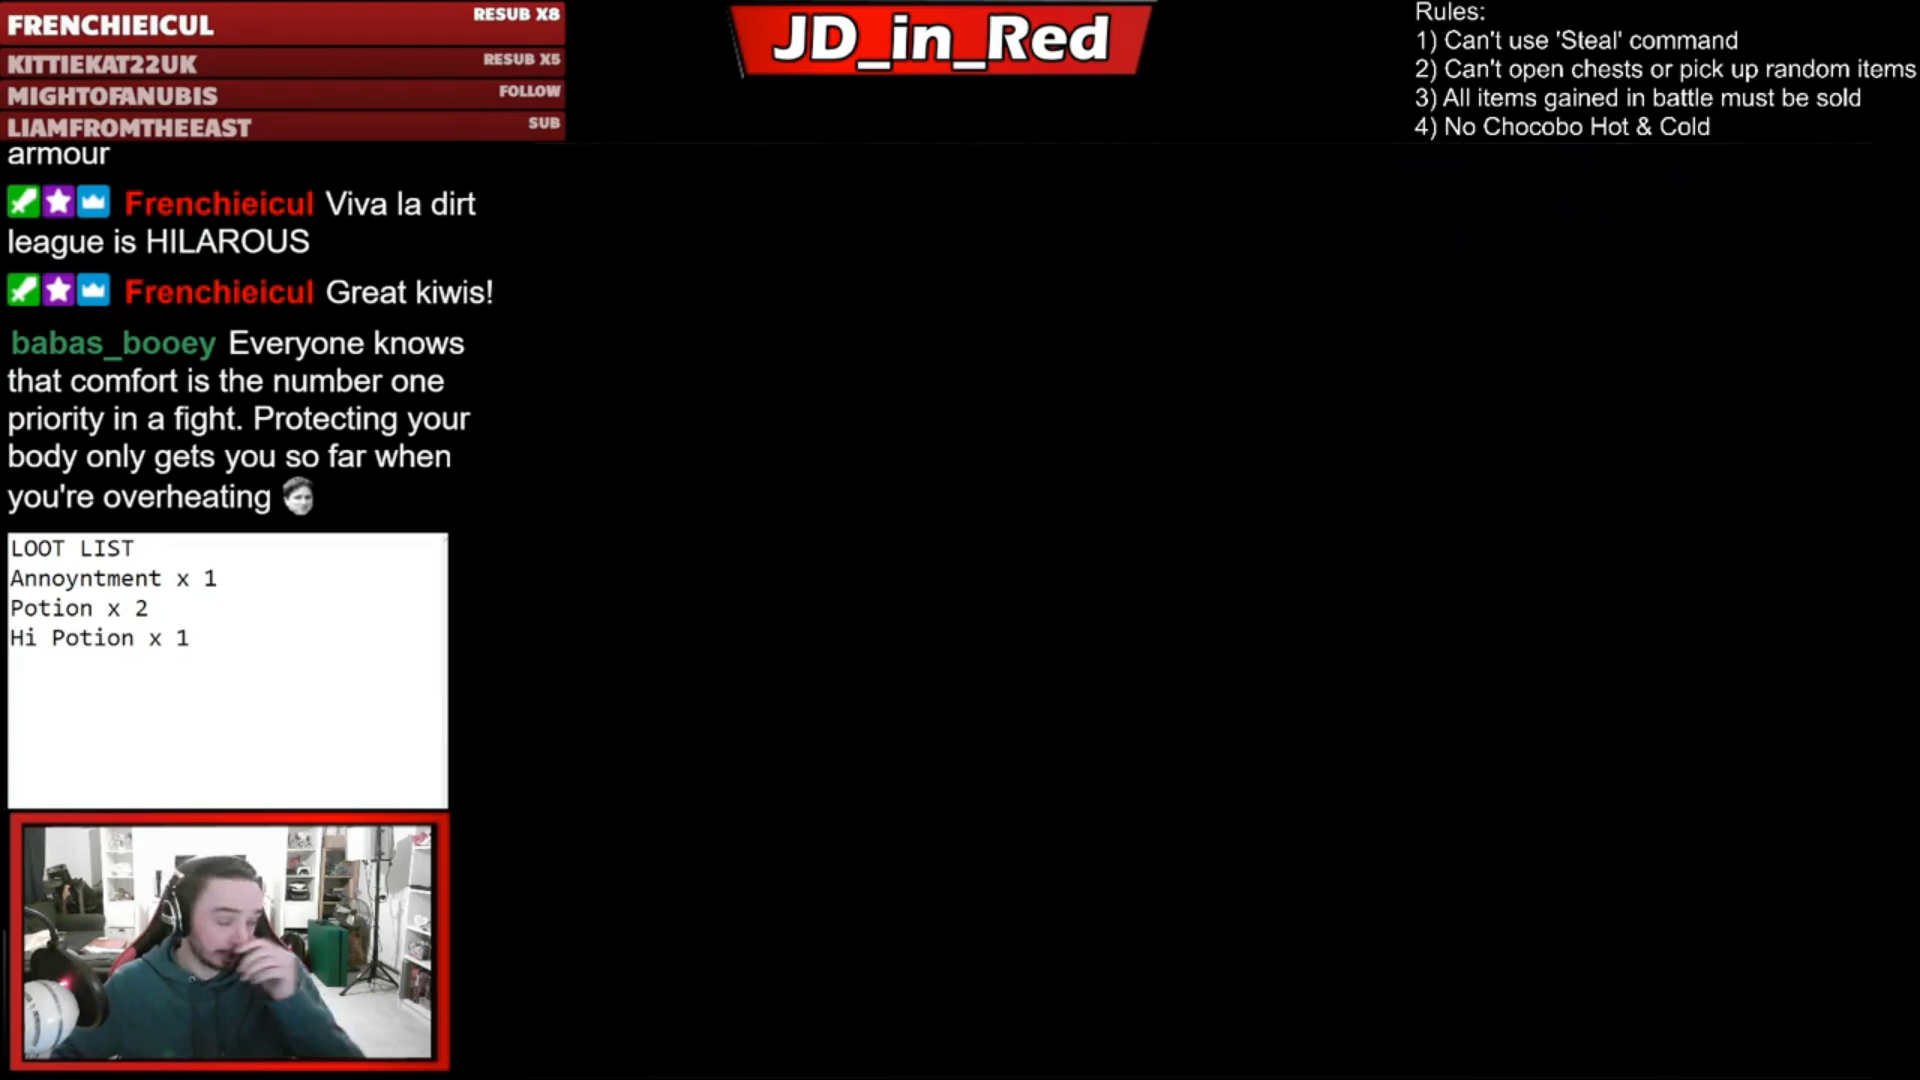 FRENCHIEICUL RESUB X8
KITTIEKAT22UK RESUB X5
MIGHTOFANUBIS FOLLOW
LIAMFROMTHEEAST SUB
armour
Frenchieicul Viva la dirt
league is HILAROUS
Frenchieicul Great kiwis!
babas_booey Everyone knows
that comfort is the number one
priority in a fight. Protecting your
body only gets you so far when
you're overheating
LOOT LIST
Annoyntment x 1
Potion x 2
Hi Potion x 1
JD_in_Red
Rules:
1) Can't use 'Steal' command
2) Can't open chests or pick up random items
3) All items gained in battle must be sold
4) No Chocobo Hot & Cold